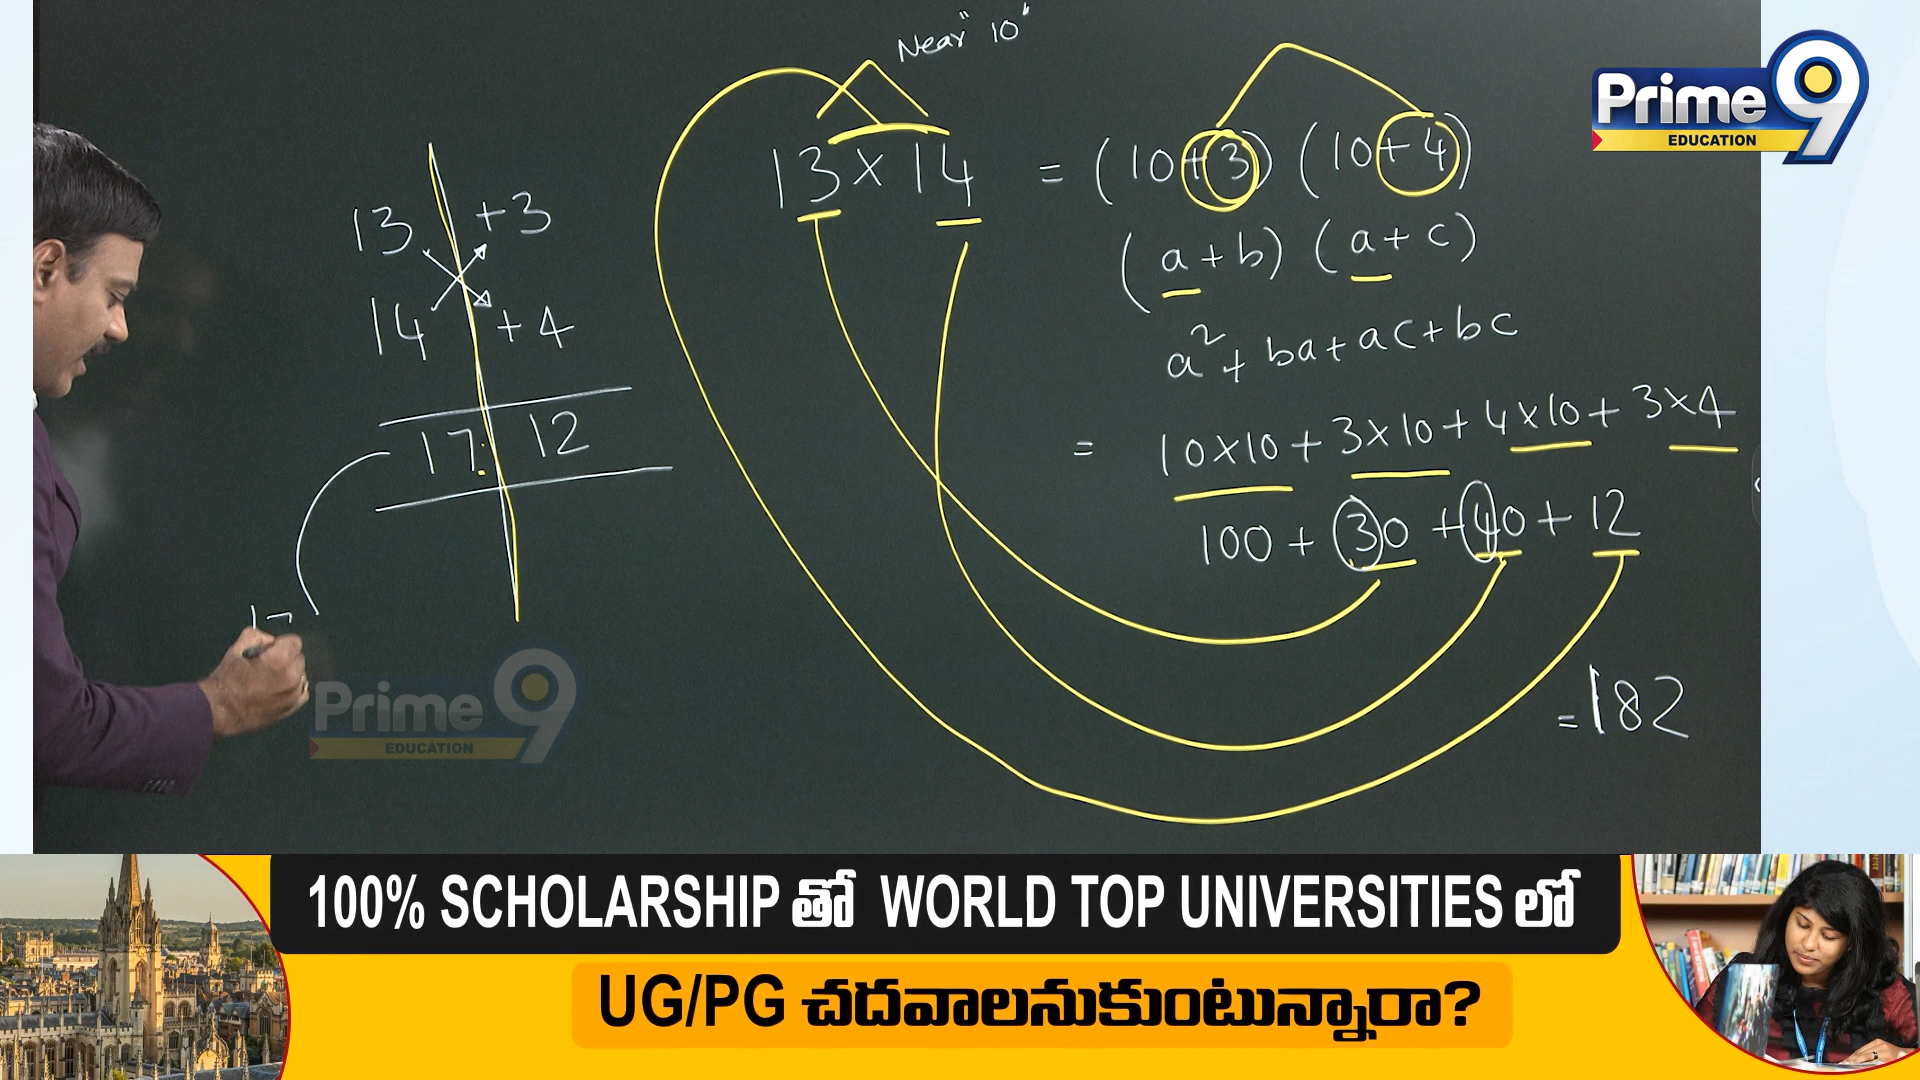 Near "10"
13 × 14 = (10+3) (10+4)
(a+b) (a+c)
a²+ ba+ac+bc
= 10×10+3×10+4×10+3×4
100+30+40+12
=182
13 +3
14 +4
17. 12
Prime9
EDUCATION
Prime9
EDUCATION
100% SCHOLARSHIP తో WORLD TOP UNIVERSITIES లో
UG/PG చదవాలనుకుంటున్నారా?